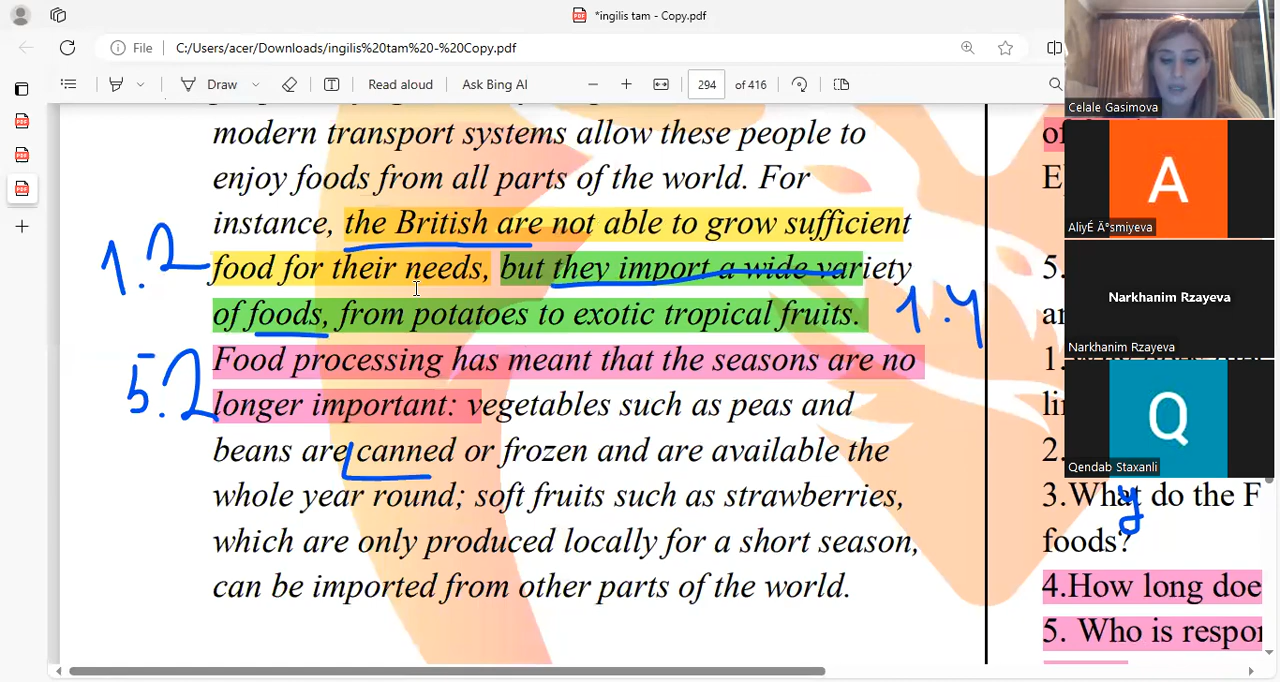 *ingilis tam - Copy.pdf
File C:/Users/acer/Downloads/ingilis%20tam%20-%20Copy.pdf
Draw Read aloud Ask Bing AI 294 of 416
modern transport systems allow these people to
enjoy foods from all parts of the world. For
instance, the British are not able to grow sufficient
food for their needs, but they import a wide variety
of foods, from potatoes to exotic tropical fruits.
Food processing has meant that the seasons are no
longer important: vegetables such as peas and
beans are canned or frozen and are available the
whole year round; soft fruits such as strawberries,
which are only produced locally for a short season,
can be imported from other parts of the world.
1.2
1.4
5.2
of
E
5.
ar
1.
lin
2.
3.What do the F
y
foods?
4.How long doe
5. Who is respo
Celale Gasimova
A
AliyÉ Ä°smiyeva
Narkhanim Rzayeva
Narkhanim Rzayeva
Q
Qendab Staxanli